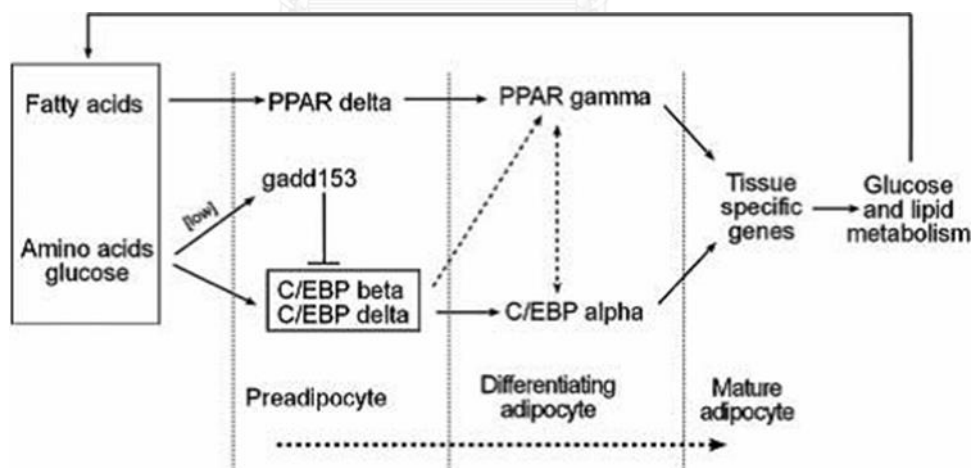 Fatty acids
PPAR delta
PPAR gamma
gadd153
[low]
Amino acids
glucose
C/EBP beta
C/EBP delta
C/EBP alpha
Tissue
specific
genes
Glucose
and lipid
metabolism
Preadipocyte
Differentiating
adipocyte
Mature
adipocyte